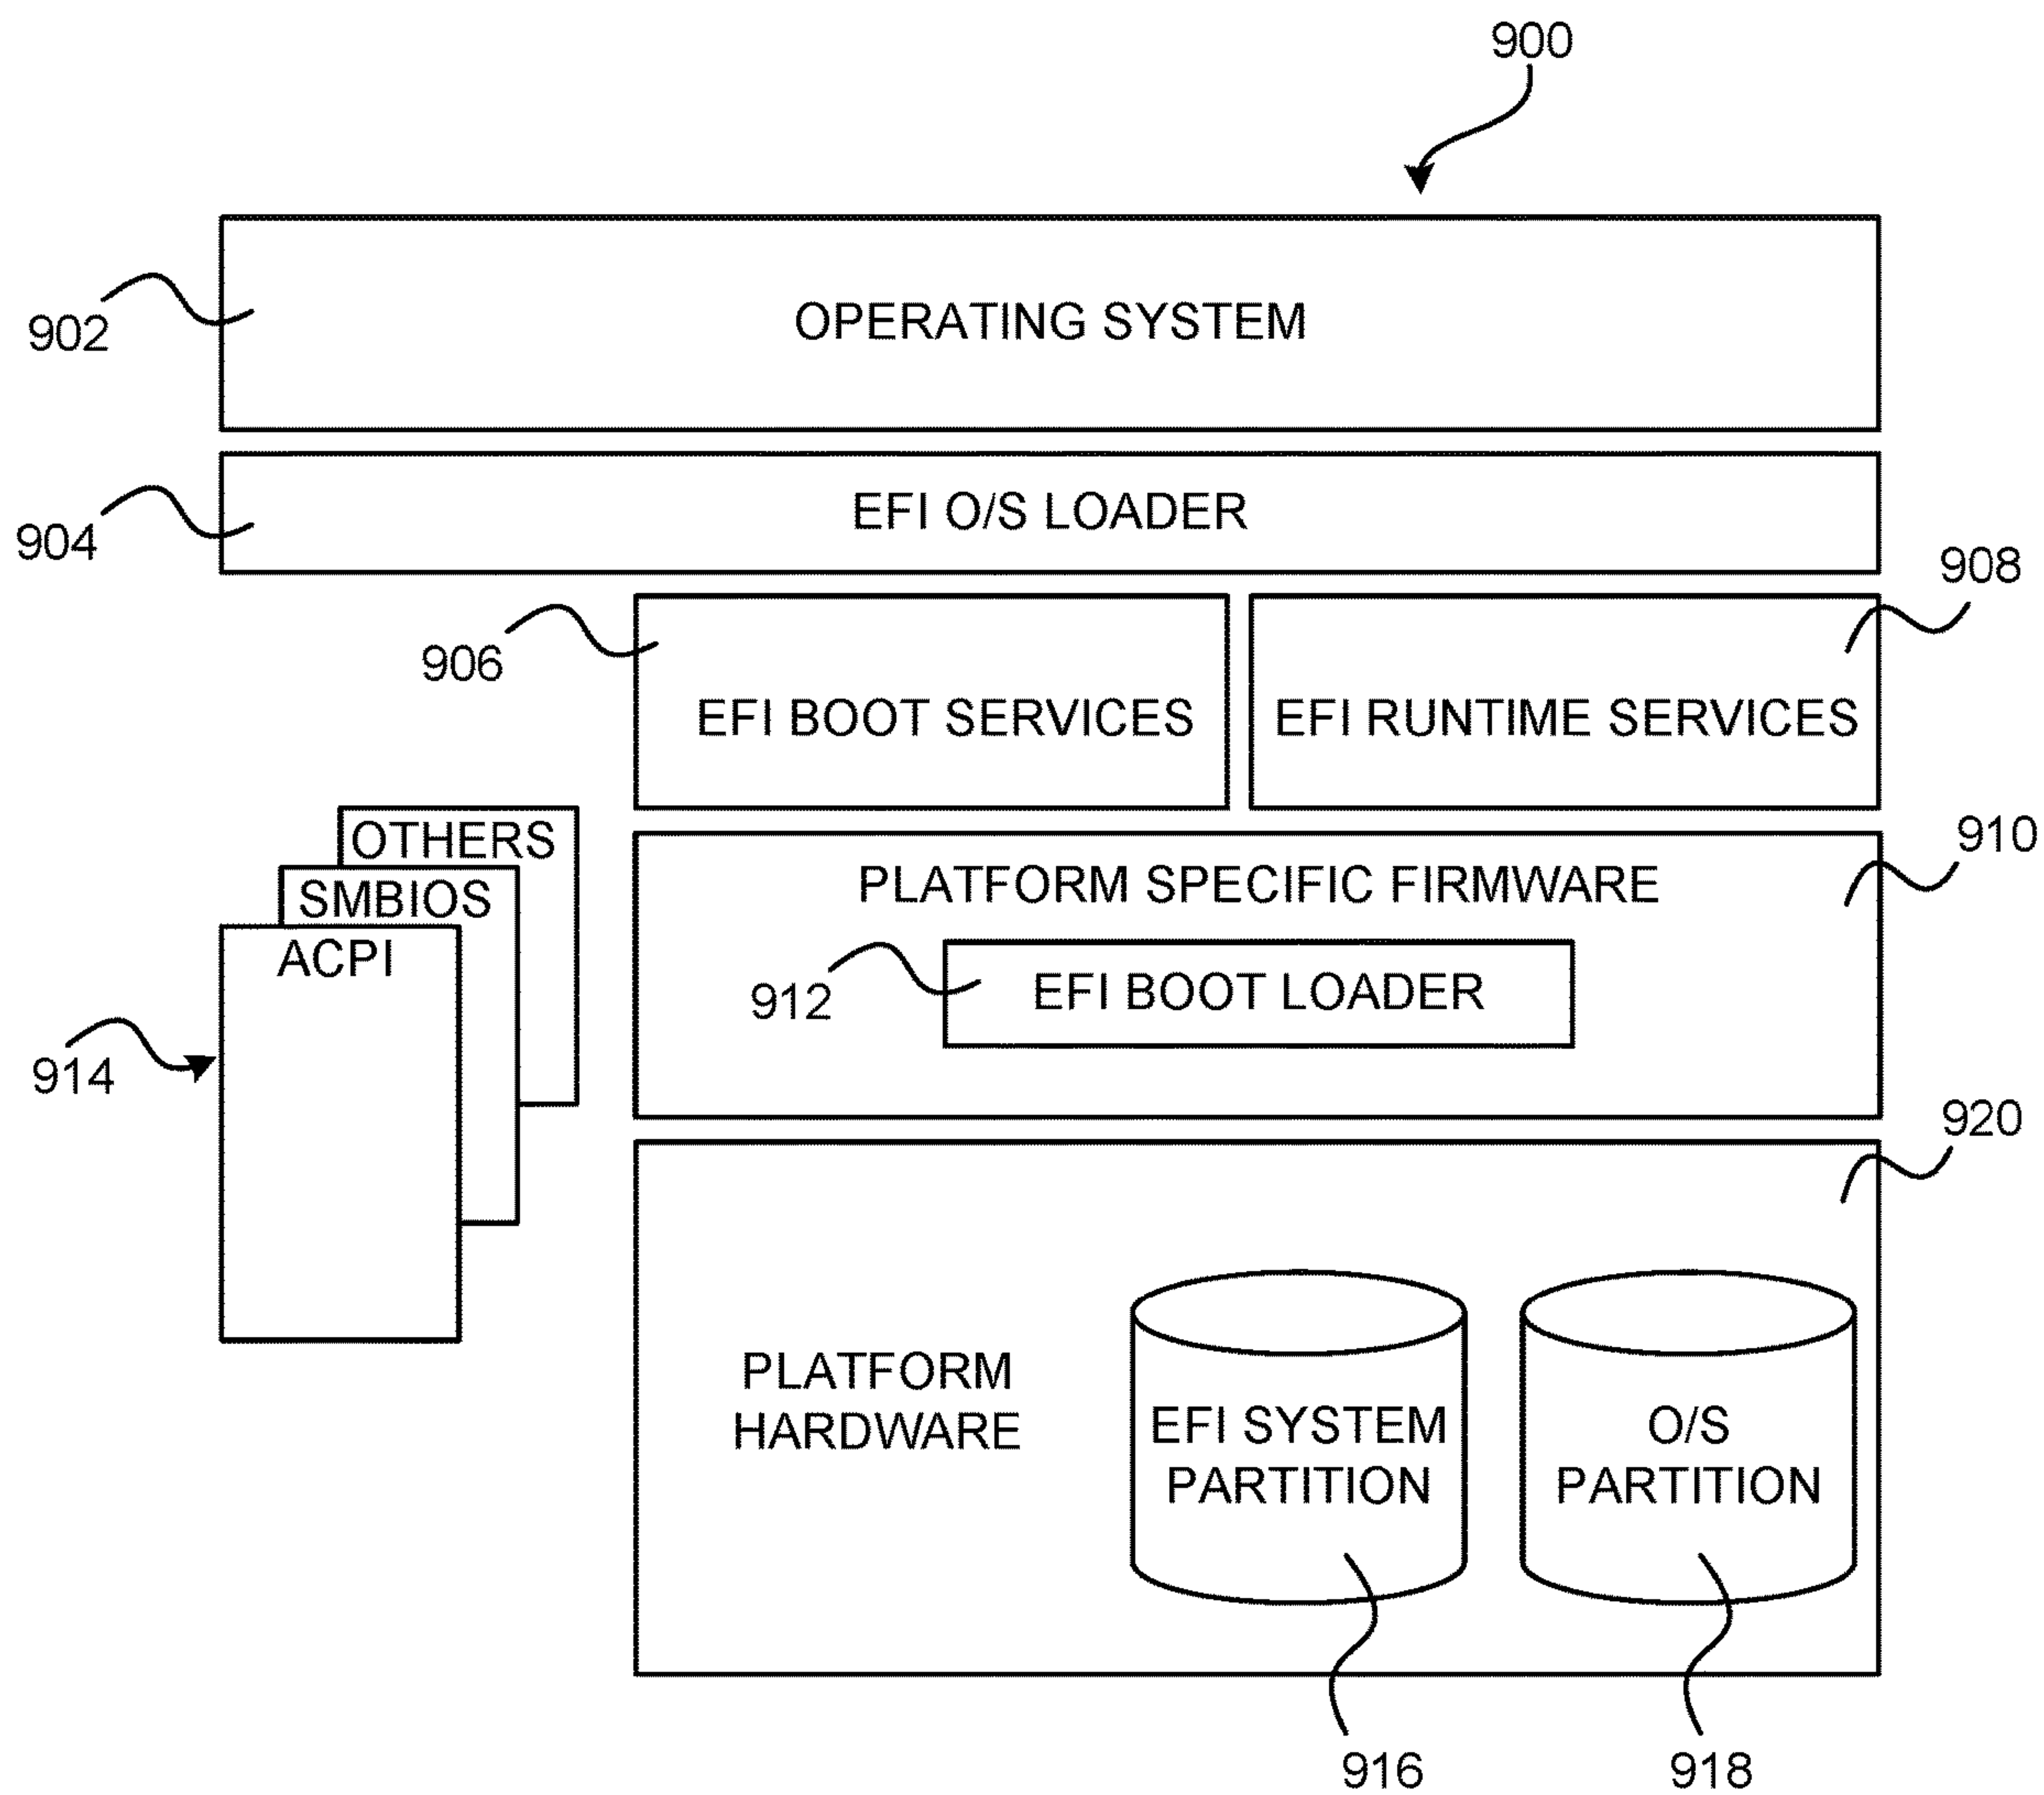 900
OPERATING SYSTEM
902
EFI O/S LOADER
904
908
906
EFI BOOT SERVICES
EFI RUNTIME SERVICES
OTHERS
SMBIOS
ACPI
914
910
PLATFORM SPECIFIC FIRMWARE
912
EFI BOOT LOADER
920
PLATFORM
HARDWARE
EFI SYSTEM
PARTITION
O/S
PARTITION
916
918